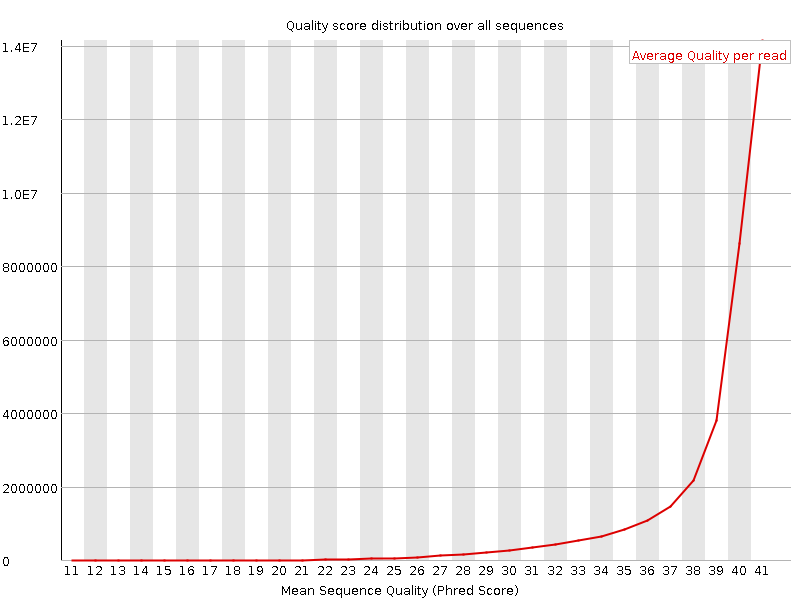 Quality score distribution over all sequences
Average Quality per read
1.4E7
1.2E7
1.0E7
8000000
6000000
4000000
2000000
0
11 12 13 14 15 16 17 18 19 20 21 22 23 24 25 26 27 28 29 30 31 32 33 34 35 36 37 38 39 40 41
Mean Sequence Quality (Phred Score)